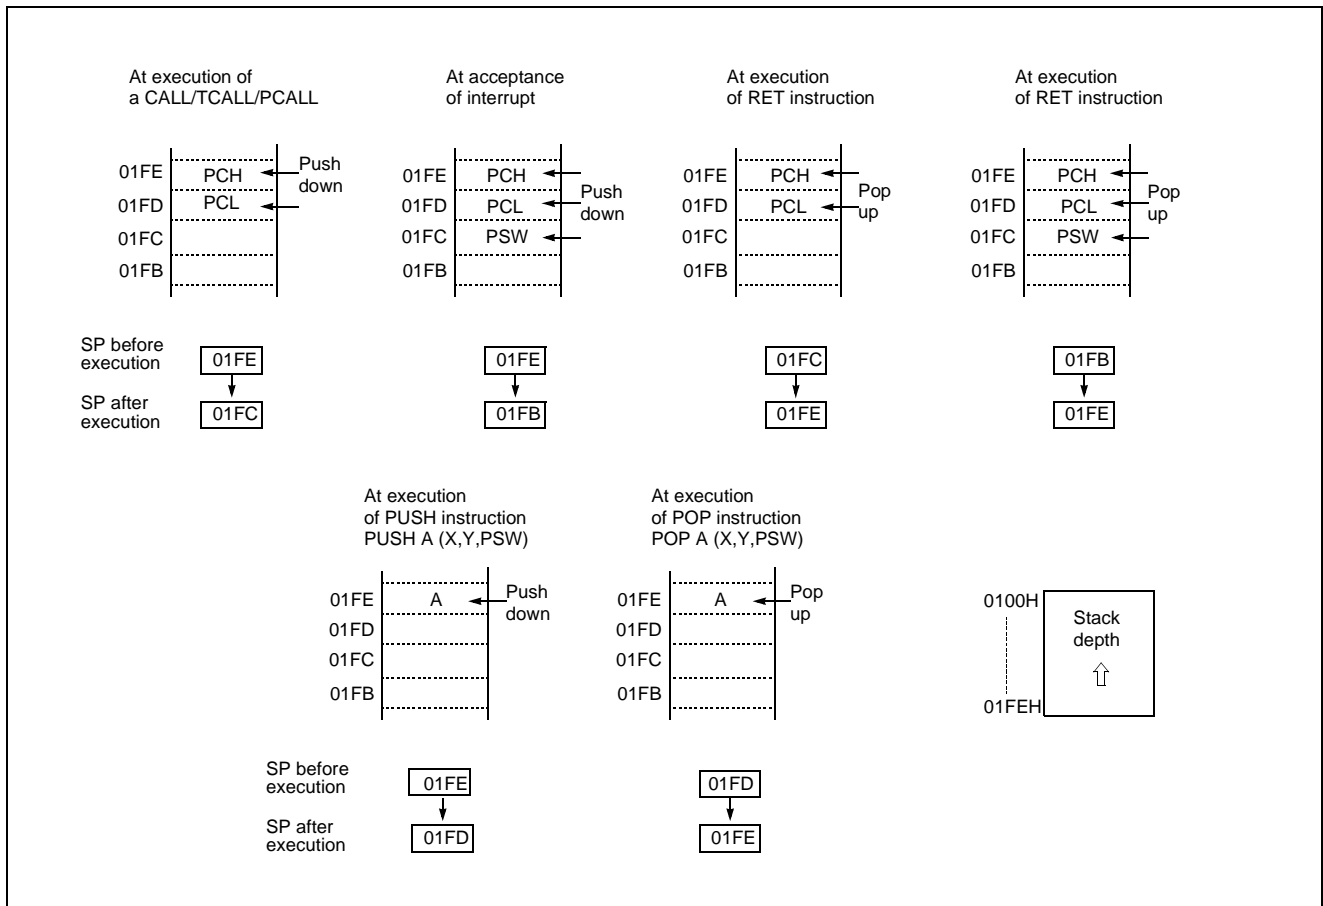 At execution of
a CALL/TCALL/PCALL
01FE
PCH
Push
down
01FD
PCL
01FC
01FB
SP before
execution
01FE
SP after
execution
01FC
At acceptance
of interrupt
01FE
PCH
Push
down
01FD
PCL
01FC
PSW
01FB
01FE
01FB
At execution
of RET instruction
01FE
PCH
Pop
up
01FD
PCL
01FC
01FB
01FC
01FE
At execution
of RET instruction
01FE
PCH
Pop
up
01FD
PCL
01FC
PSW
01FB
01FB
01FE
At execution
of PUSH instruction
PUSH A (X,Y,PSW)
01FE
A
Push
down
01FD
01FC
01FB
SP before
execution
01FE
SP after
execution
01FD
At execution
of POP instruction
POP A (X,Y,PSW)
01FE
A
Pop
up
01FD
01FC
01FB
01FD
01FE
0100H
Stack
depth
01FEH